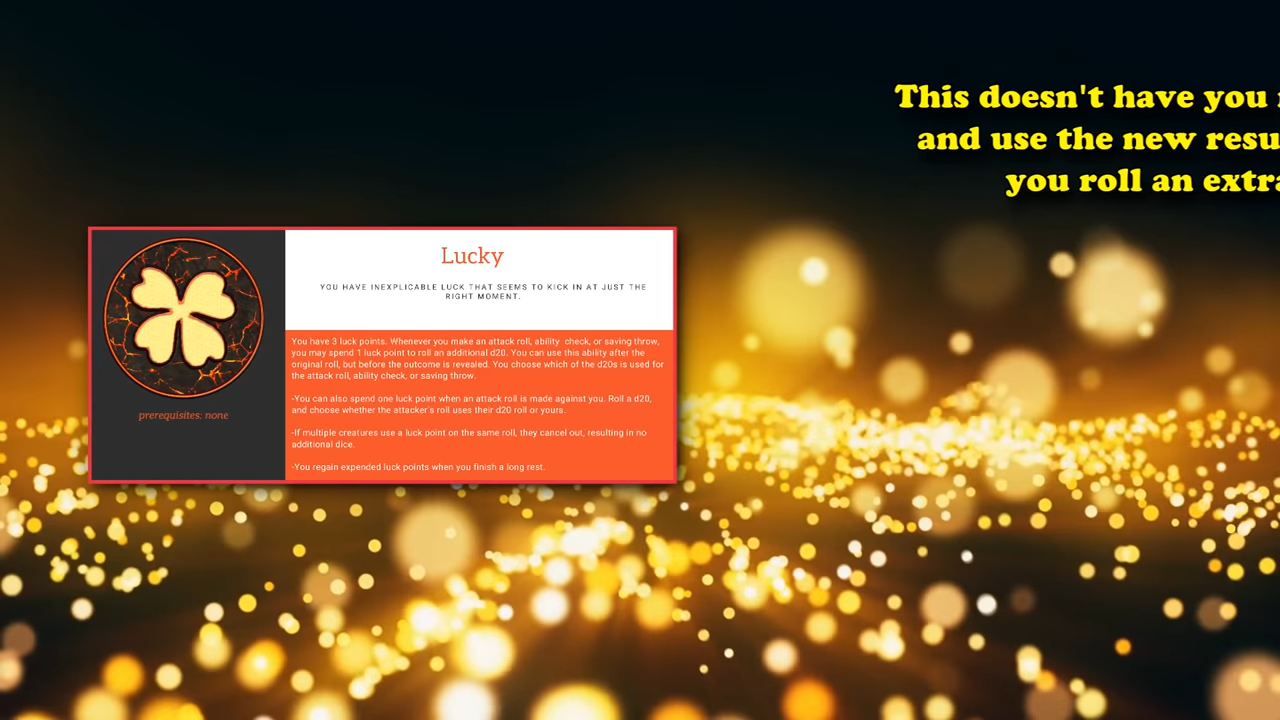 This doesn't have you
and use the new
you roll an
Lucky
YOU HAVE INEXPLICABLE LUCK THAT SEEMS TO KICK IN AT JUST THE
RIGHT MOMENT.
You have 3 luck points. Whenever you make an attack roll, ability check, or saving throw,
you may spend 1 luck point to roll an additional d20. You can use this ability after the
original roll, but before the outcome is revealed. You choose which of the d20s is used for
the attack roll, ability check, or saving throw.
-You can also spend one luck point when an attack roll is made against you. Roll a d20,
and choose whether the attacker's roll uses their d20 roll or yours.
-If multiple creatures use a luck point on the same roll, they cancel out, resulting in no
additional dice.
-You regain expended luck points when you finish a long rest.
prerequisites: none